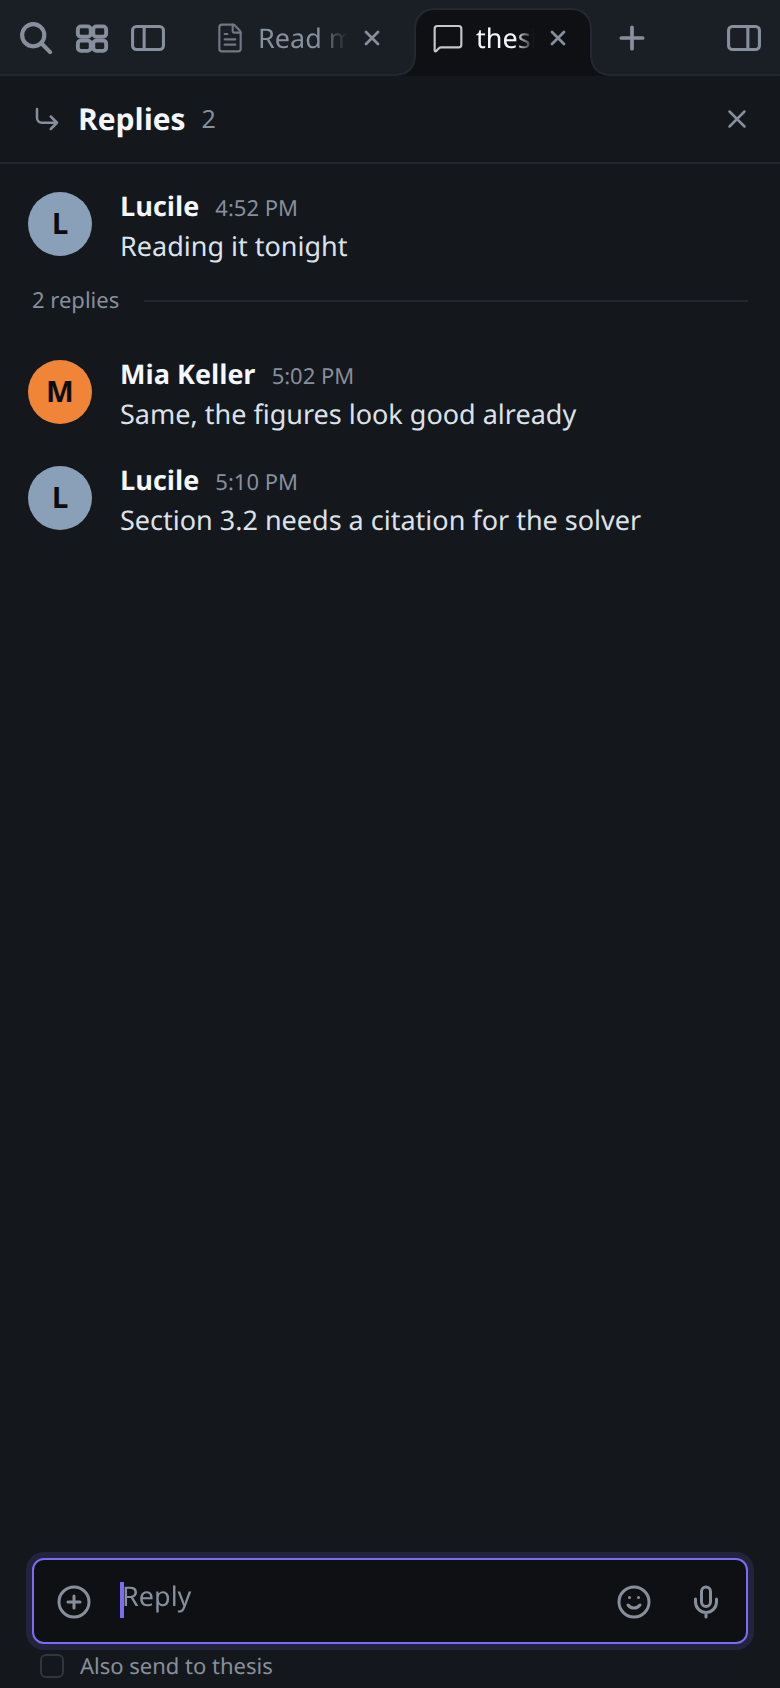 Read
thes
Replies 2
L
Lucile 4:52 PM
Reading it tonight
2 replies
M
Mia Keller 5:02 PM
Same, the figures look good already
L
Lucile 5:10 PM
Section 3.2 needs a citation for the solver
Reply
Also send to thesis